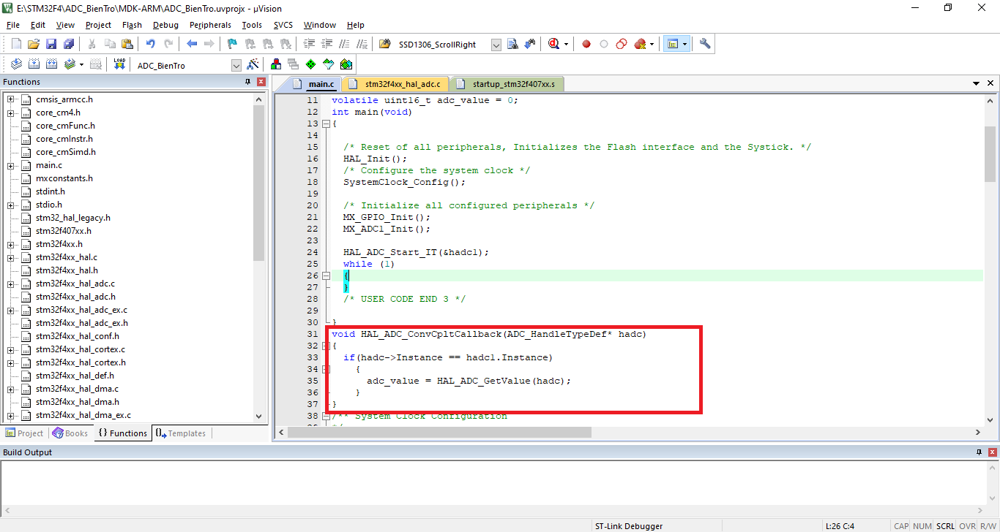 E:\STM32F4\ADC_BienTro\MDK-ARM\ADC_BienTro.uvprojx - µVision
File Edit View Project Flash Debug Peripherals Tools SVCS Window Help
SSD1306_ScrollRight
LOAD ADC_BienTro
Functions
cmsis_armcc.h
core_cm4.h
core_cmFunc.h
core_cmInstr.h
core_cmSimd.h
main.c
mxconstants.h
stdint.h
stdio.h
stm32_hal_legacy.h
stm32f407xx.h
stm32f4xx.h
stm32f4xx_hal.c
stm32f4xx_hal.h
stm32f4xx_hal_adc.c
stm32f4xx_hal_adc.h
stm32f4xx_hal_adc_ex.c
stm32f4xx_hal_adc_ex.h
stm32f4xx_hal_conf.h
stm32f4xx_hal_cortex.c
stm32f4xx_hal_cortex.h
stm32f4xx_hal_def.h
stm32f4xx_hal_dma.c
stm32f4xx_hal_dma.h
stm32f4xx_hal_dma_ex.c
Project Books {} Functions Templates
main.c stm32f4xx_hal_adc.c startup_stm32f407xx.s
11 volatile uint16_t adc_value = 0;
12 int main(void)
13 {
14
15 /* Reset of all peripherals, Initializes the Flash interface and the Systick. */
16 HAL_Init();
17 /* Configure the system clock */
18 SystemClock_Config();
19
20 /* Initialize all configured peripherals */
21 MX_GPIO_Init();
22 MX_ADC1_Init();
23
24 HAL_ADC_Start_IT(&hadc1);
25 while (1)
26 {
27 }
28 /* USER CODE END 3 */
29
30 }
31 void HAL_ADC_ConvCpltCallback(ADC_HandleTypeDef* hadc)
32 {
33 if(hadc->Instance == hadc1.Instance)
34 {
35 adc_value = HAL_ADC_GetValue(hadc);
36 }
37 }
38 /** System Clock Configuration
Build Output
ST-Link Debugger L:26 C:4 CAP NUM SCRL OVR R/W